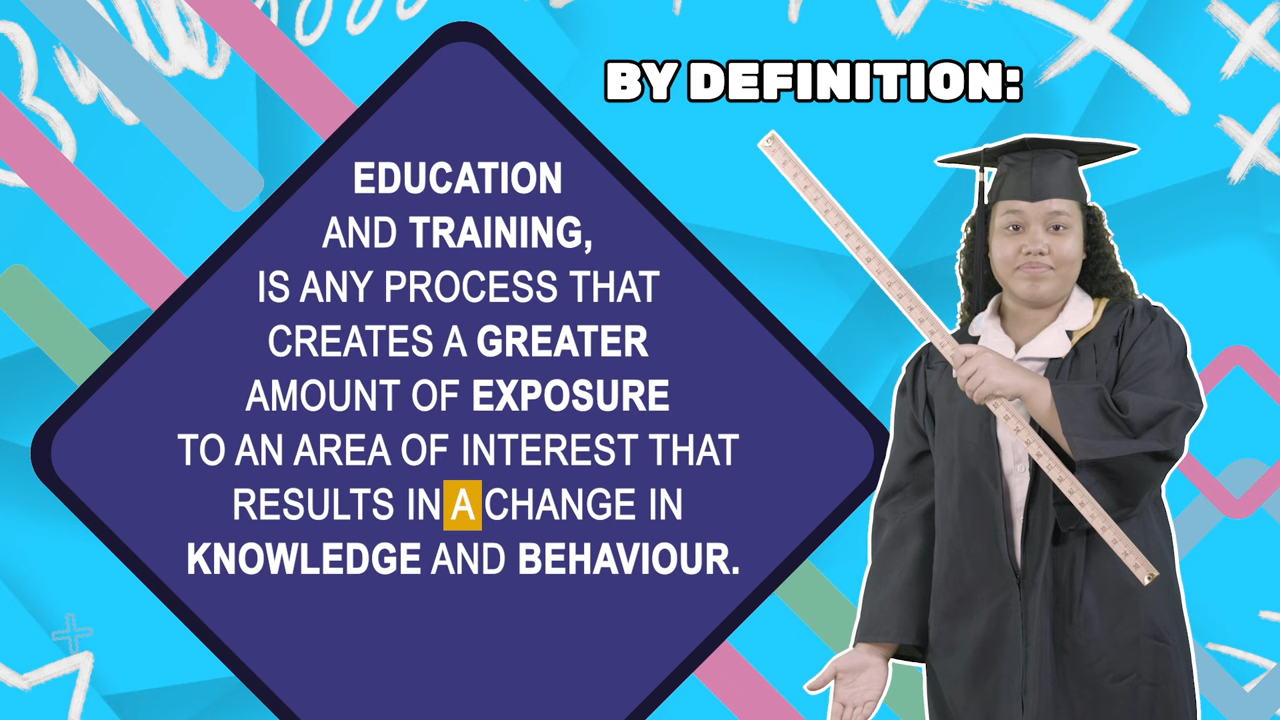 BY DEFINITION:
EDUCATION
AND TRAINING,
IS ANY PROCESS THAT
CREATES A GREATER
AMOUNT OF EXPOSURE
TO AN AREA OF INTEREST THAT
RESULTS IN A CHANGE IN
KNOWLEDGE AND BEHAVIOUR.